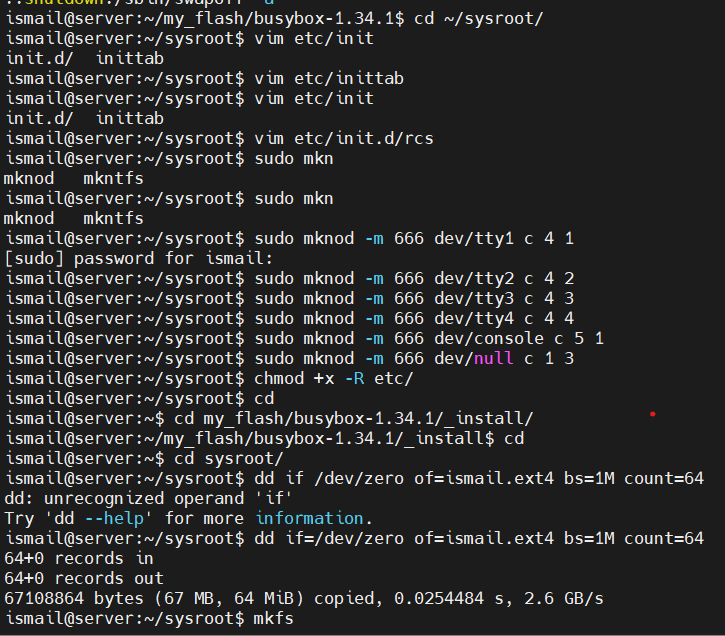 ::shutdown:/sbin/swapoff -a
ismail@server:~/my_flash/busybox-1.34.1$ cd ~/sysroot/
ismail@server:~/sysroot$ vim etc/init
init.d/  inittab
ismail@server:~/sysroot$ vim etc/inittab
ismail@server:~/sysroot$ vim etc/init
init.d/  inittab
ismail@server:~/sysroot$ vim etc/init.d/rcs
ismail@server:~/sysroot$ sudo mkn
mknod   mkntfs
ismail@server:~/sysroot$ sudo mkn
mknod   mkntfs
ismail@server:~/sysroot$ sudo mknod -m 666 dev/tty1 c 4 1
[sudo] password for ismail:
ismail@server:~/sysroot$ sudo mknod -m 666 dev/tty2 c 4 2
ismail@server:~/sysroot$ sudo mknod -m 666 dev/tty3 c 4 3
ismail@server:~/sysroot$ sudo mknod -m 666 dev/tty4 c 4 4
ismail@server:~/sysroot$ sudo mknod -m 666 dev/console c 5 1
ismail@server:~/sysroot$ sudo mknod -m 666 dev/null c 1 3
ismail@server:~/sysroot$ chmod +x -R etc/
ismail@server:~/sysroot$ cd
ismail@server:~$ cd my_flash/busybox-1.34.1/_install/
ismail@server:~/my_flash/busybox-1.34.1/_install$ cd
ismail@server:~$ cd sysroot/
ismail@server:~/sysroot$ dd if /dev/zero of=ismail.ext4 bs=1M count=64
dd: unrecognized operand 'if'
Try 'dd --help' for more information.
ismail@server:~/sysroot$ dd if=/dev/zero of=ismail.ext4 bs=1M count=64
64+0 records in
64+0 records out
67108864 bytes (67 MB, 64 MiB) copied, 0.0254484 s, 2.6 GB/s
ismail@server:~/sysroot$ mkfs